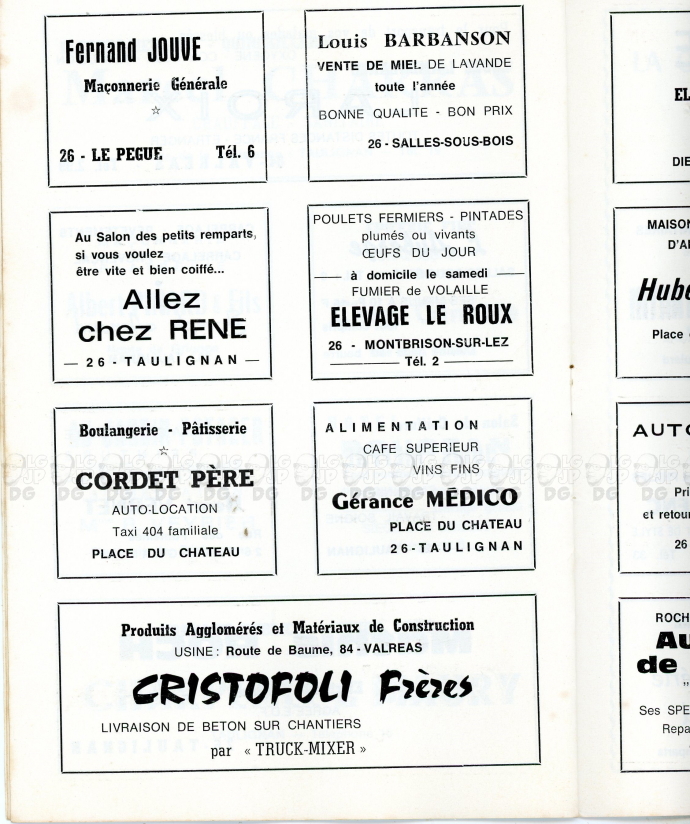 Fernand JOUVE
Maçonnerie Générale
☆
26 - LE PEGUE Tél. 6
Louis BARBANSON
VENTE DE MIEL DE LAVANDE
toute l'année
BONNE QUALITE - BON PRIX
26 - SALLES-SOUS-BOIS
Au Salon des petits remparts,
si vous voulez
être vite et bien coiffé...
Allez
chez RENE
— 26 - TAULIGNAN —
POULETS FERMIERS - PINTADES
plumés ou vivants
ŒUFS DU JOUR
à domicile le samedi
FUMIER de VOLAILLE
ELEVAGE LE ROUX
26 - MONTBRISON-SUR-LEZ
Tél. 2
Boulangerie - Pâtisserie
☆
CORDET PÈRE
AUTO-LOCATION
Taxi 404 familiale
PLACE DU CHATEAU
ALIMENTATION
CAFE SUPERIEUR
VINS FINS
Gérance MÉDICO
PLACE DU CHATEAU
26-TAULIGNAN
Produits Agglomérés et Matériaux de Construction
USINE : Route de Baume, 84 - VALREAS
CRISTOFOLI Frères
LIVRAISON DE BETON SUR CHANTIERS
par « TRUCK-MIXER »
EL
DIE
MAISON
D'A
Hube
Place
AUTO
Pri
et retour
26
ROCH
Au
de
Ses SPE
Repa